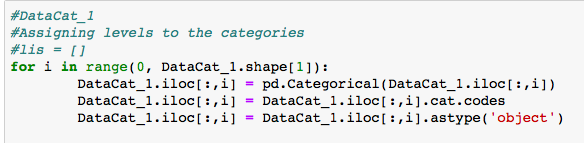 #DataCat_1
#Assigning levels to the categories
#lis = []
for i in range(0, DataCat_1.shape[1]):
        DataCat_1.iloc[:,i] = pd.Categorical(DataCat_1.iloc[:,i])
        DataCat_1.iloc[:,i] = DataCat_1.iloc[:,i].cat.codes
        DataCat_1.iloc[:,i] = DataCat_1.iloc[:,i].astype('object')